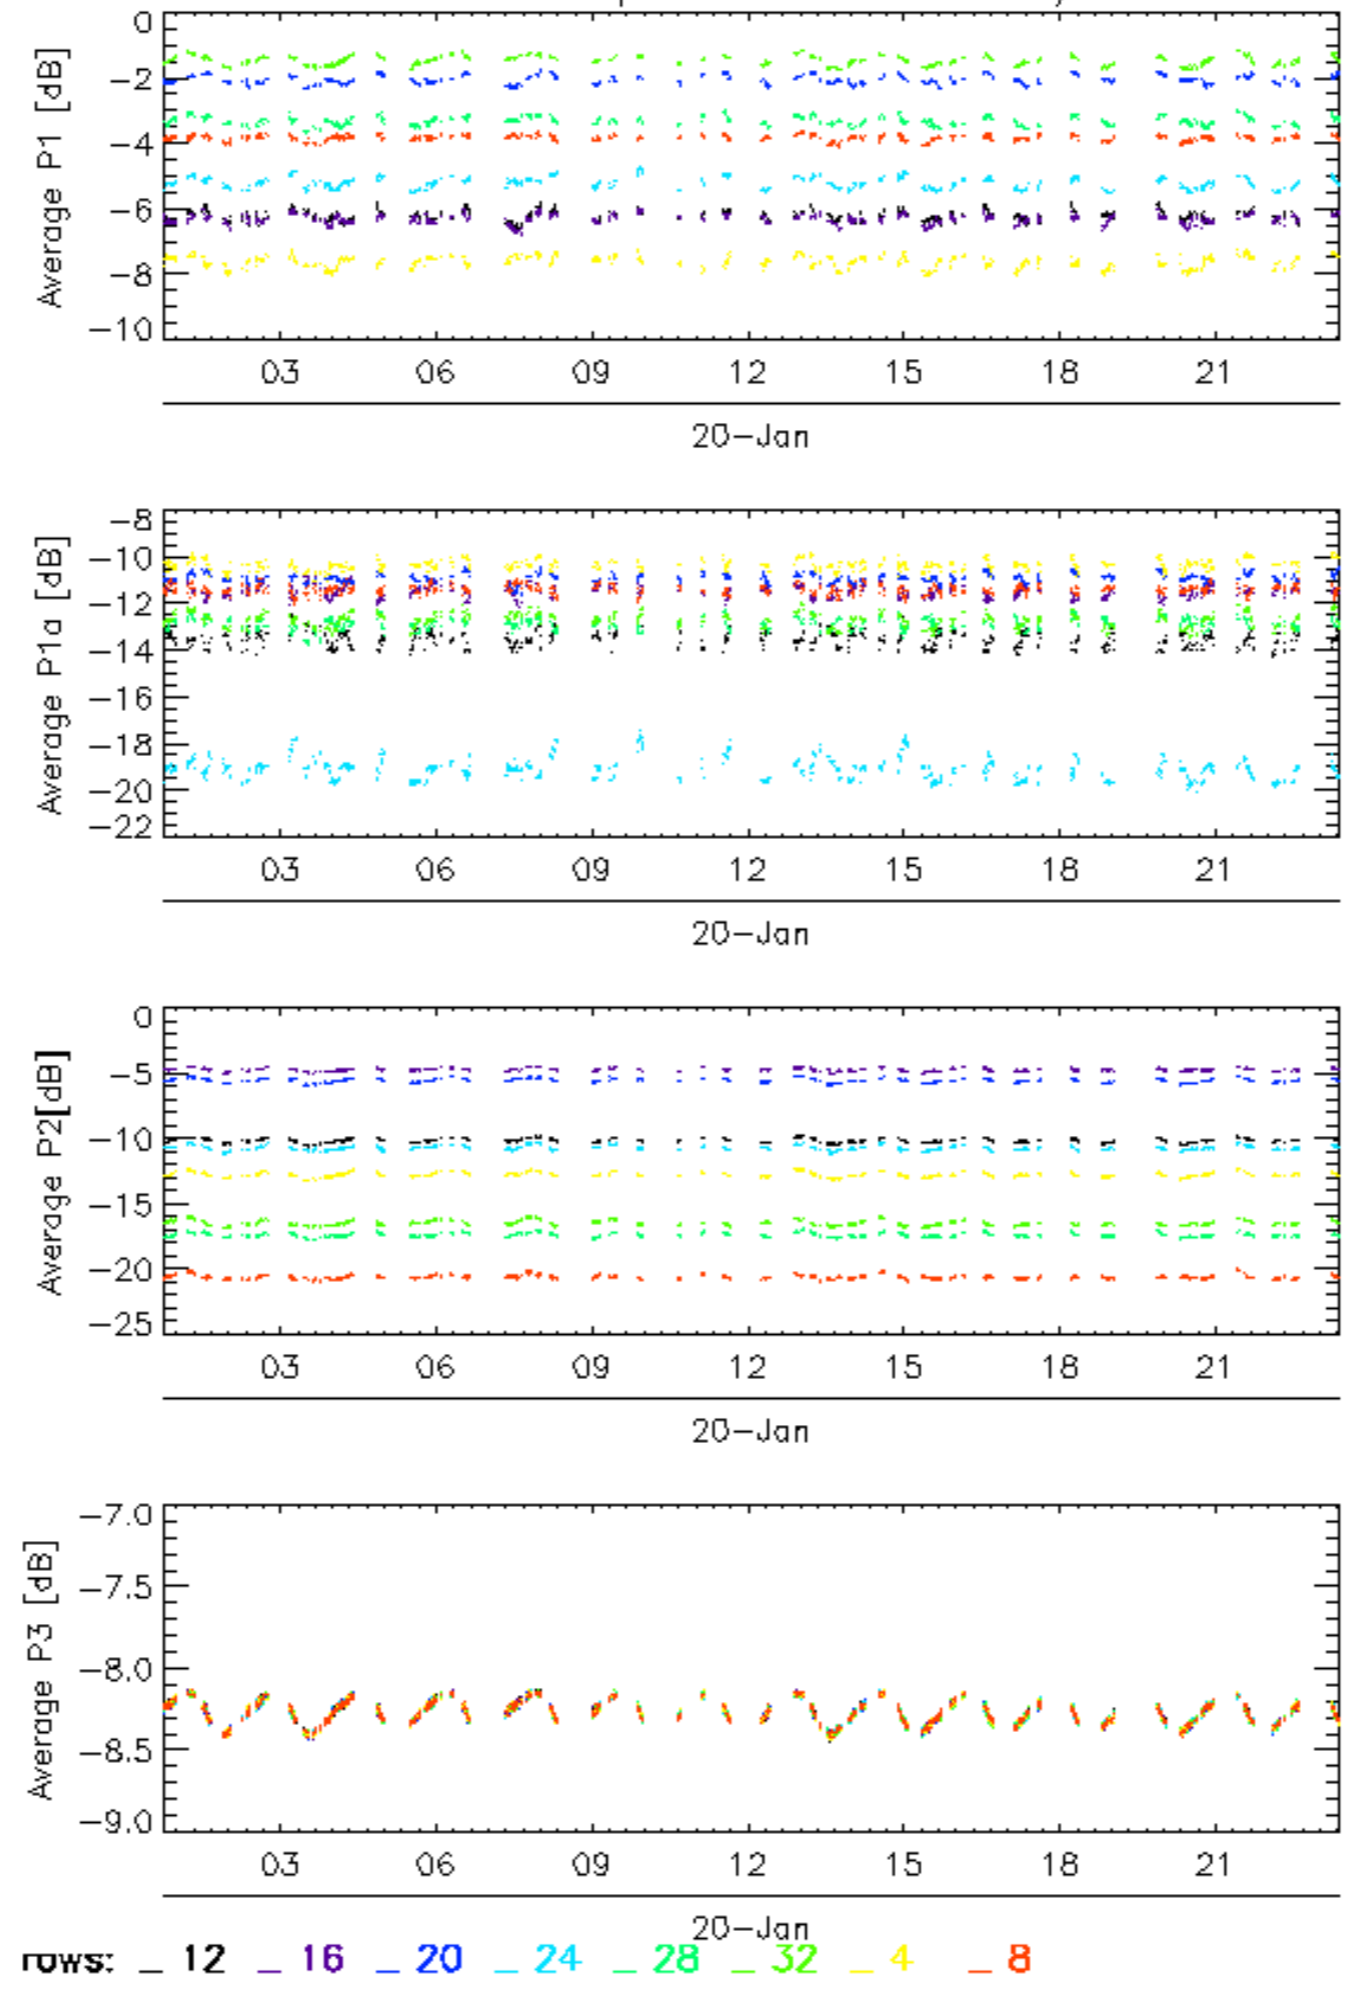 Average P1 [dB]
0
−2
−4
−6
−8
−10
03 06 09 12 15 18 21
20−Jan
Average P1a [dB]
−8
−10
−12
−14
−16
−18
−20
−22
03 06 09 12 15 18 21
20−Jan
Average P2[dB]
0
−5
−10
−15
−20
−25
03 06 09 12 15 18 21
20−Jan
Average P3 [dB]
−7.0
−7.5
−8.0
−8.5
−9.0
03 06 09 12 15 18 21
20−Jan
rows: _ 12 _ 16 _ 20 _ 24 _ 28 _ 32 _ 4 _ 8